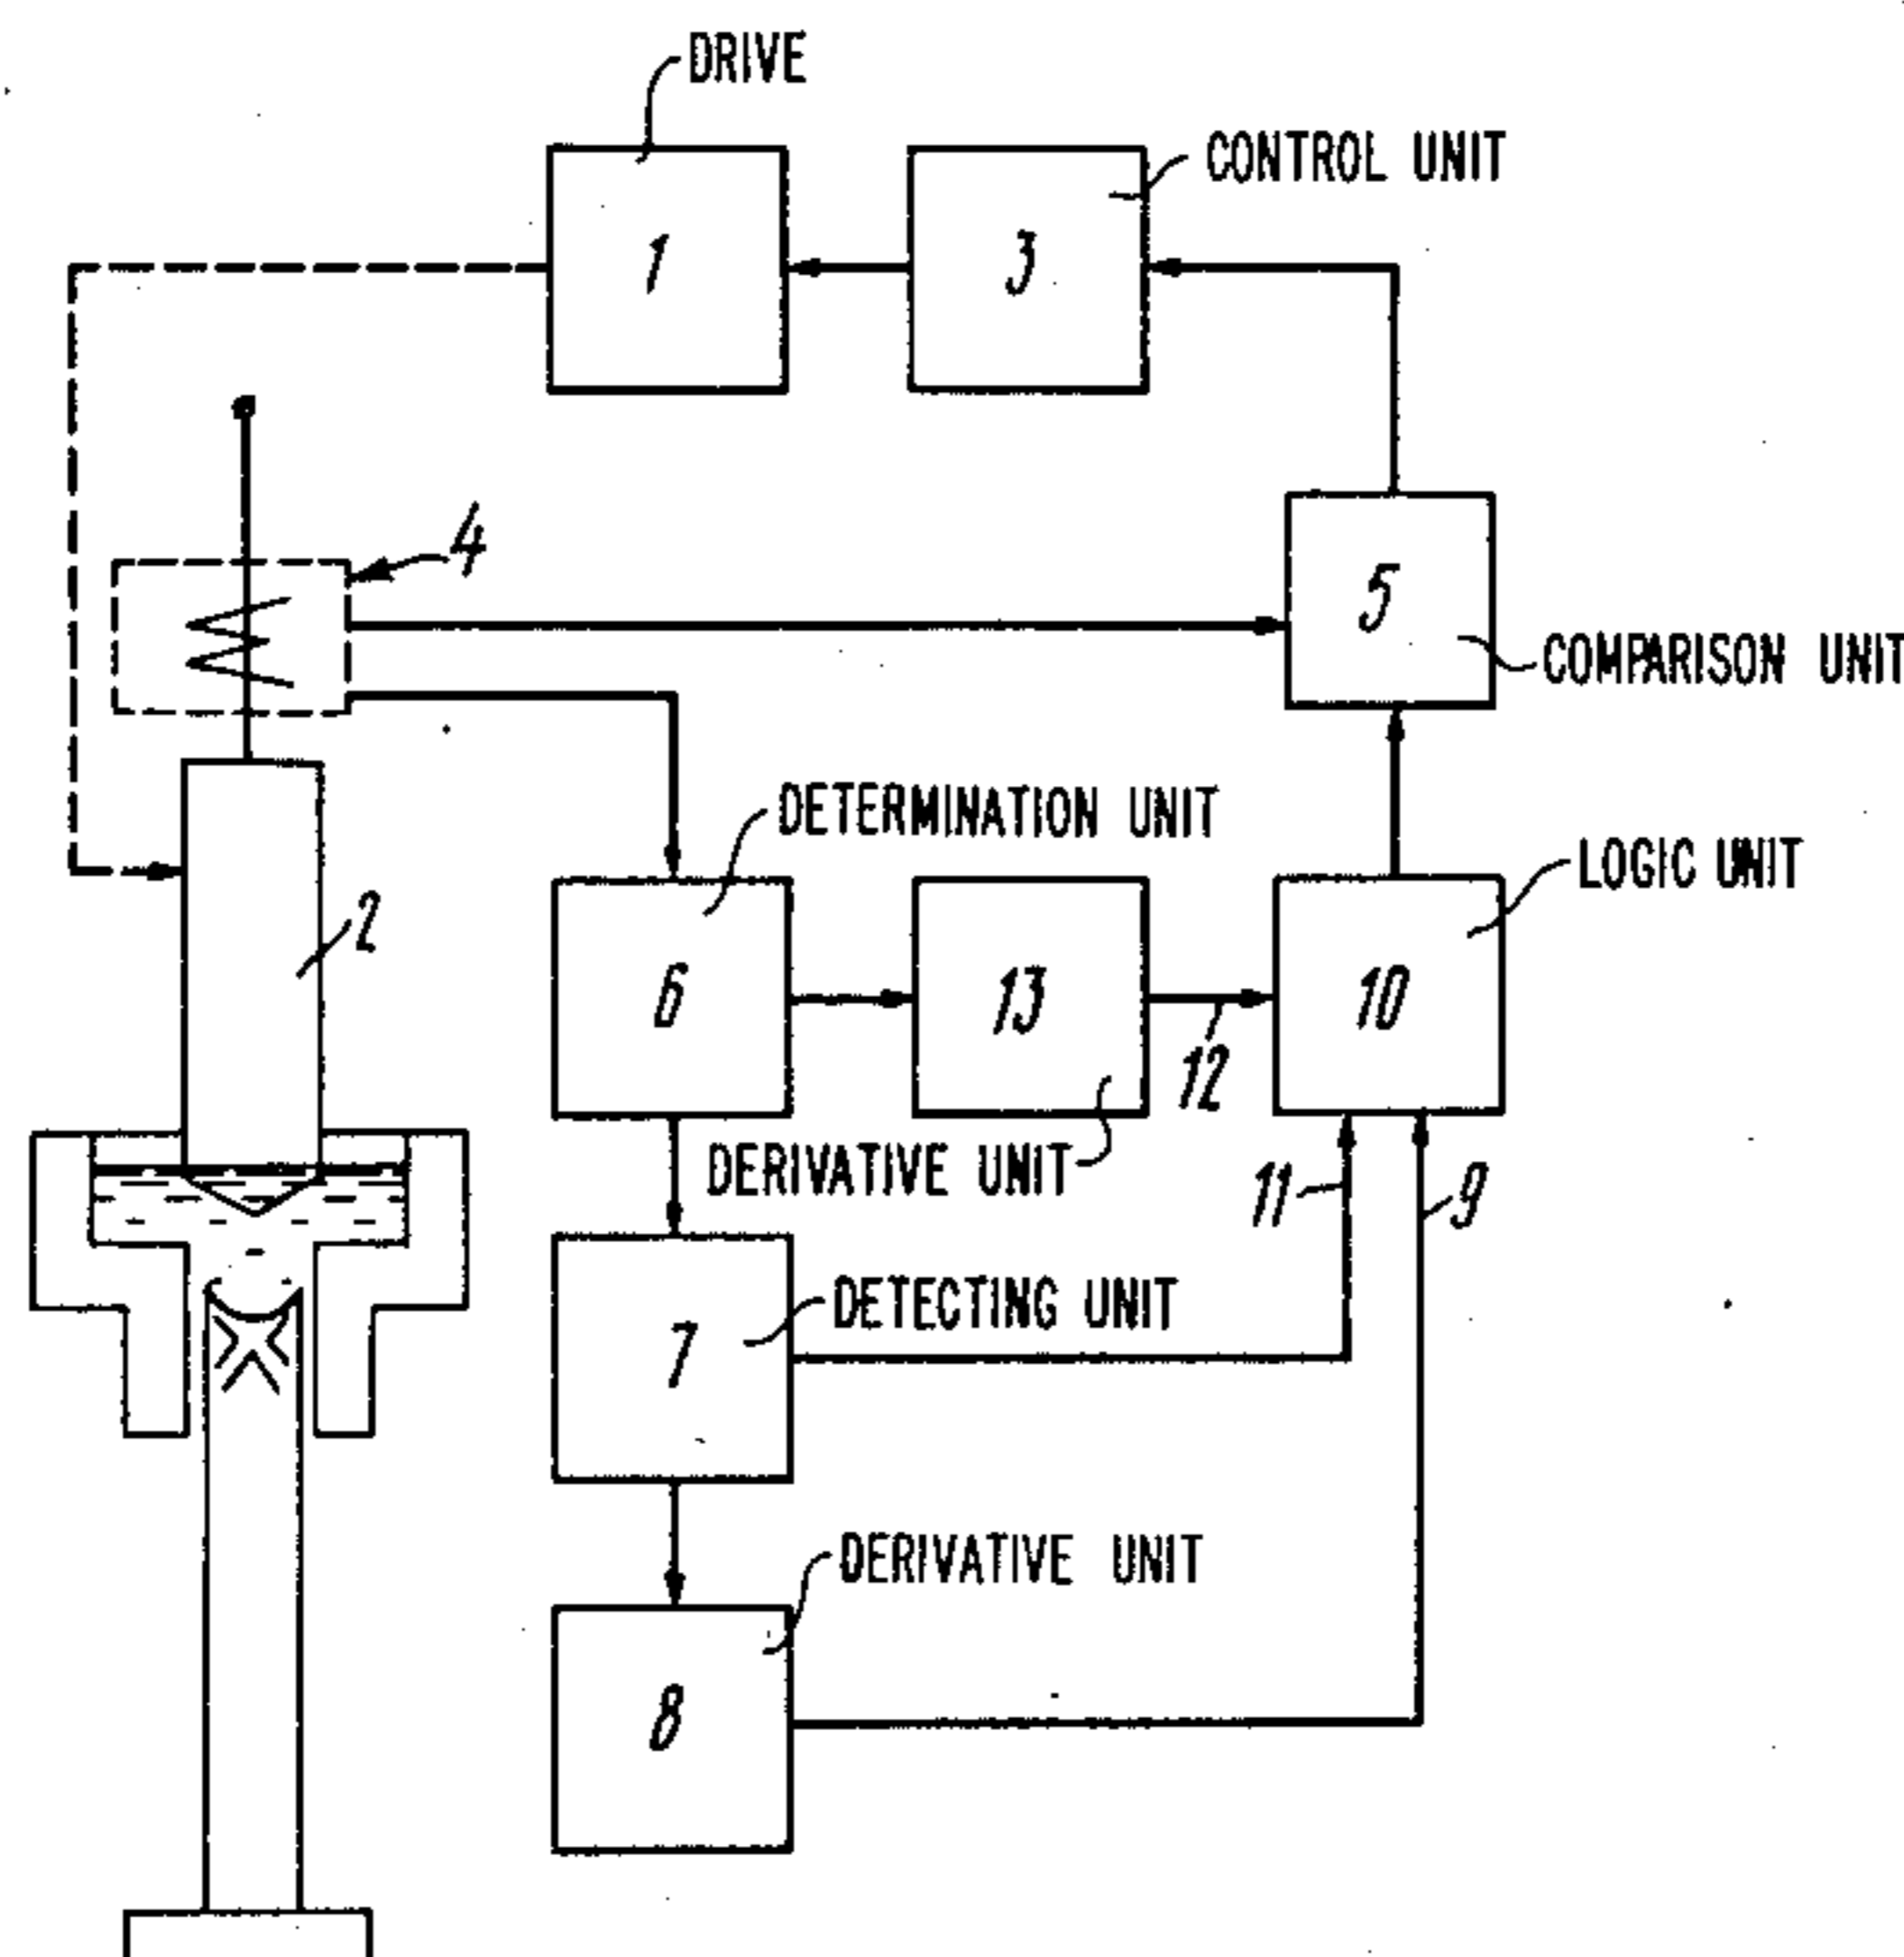 DRIVE
CONTROL UNIT
1
3
4
5
COMPARISON UNIT
DETERMINATION UNIT
LOGIC UNIT
2
6
13
10
12
DERIVATIVE UNIT
11
9
DETECTING UNIT
7
DERIVATIVE UNIT
8